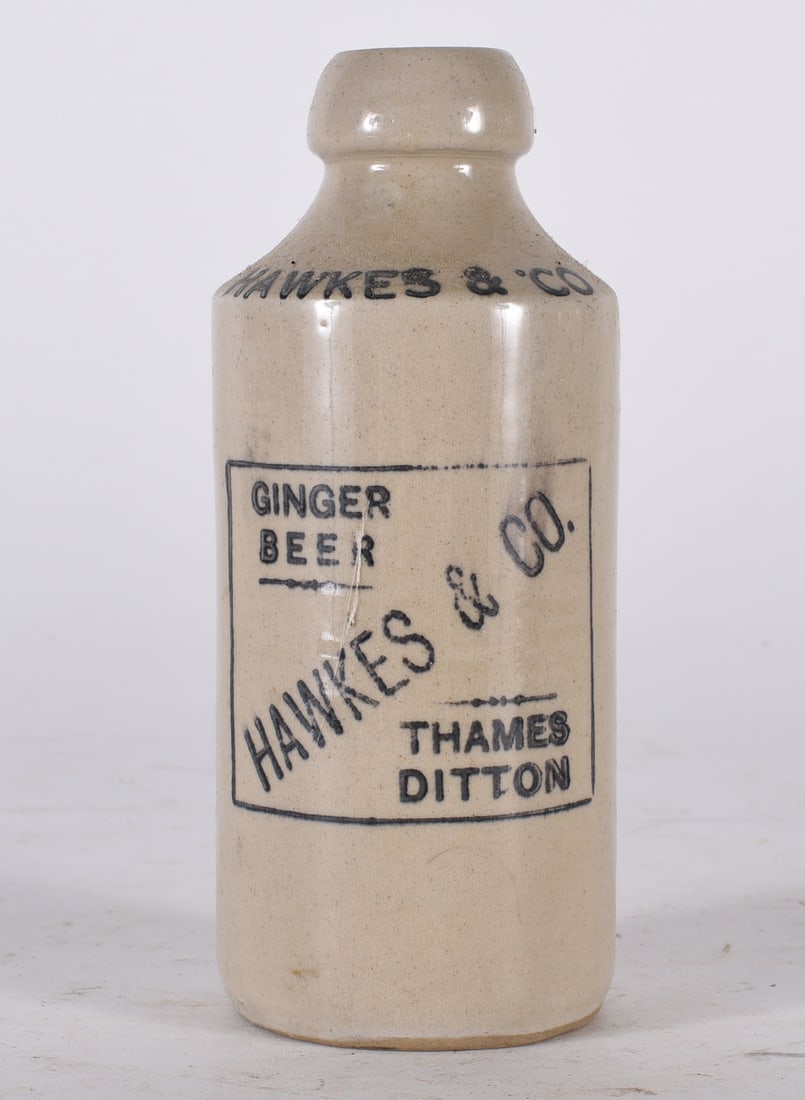 HAWKES & CO
GINGER
BEER
HAWKES & CO.
THAMES
DITTON